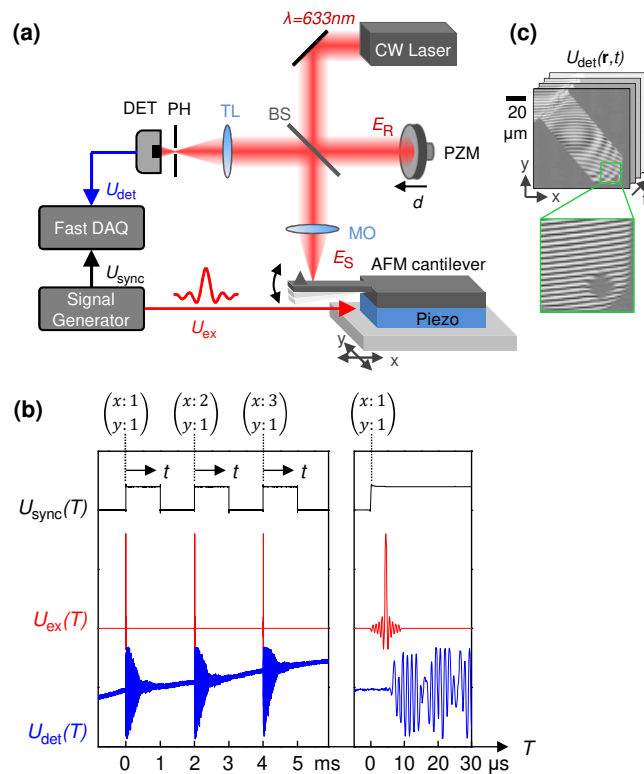 (a)
λ=633nm
CW Laser
(c)
U_det(r,t)
20
μm
y
x
t
DET
PH
TL
BS
E_R
PZM
d
U_det
Fast DAQ
MO
E_S
AFM cantilever
U_sync
Signal
Generator
U_ex
Piezo
y
x
(b)
(x: 1
y: 1)
(x: 2
y: 1)
(x: 3
y: 1)
(x: 1
y: 1)
t
t
t
U_sync(T)
U_ex(T)
U_det(T)
0 1 2 3 4 5 ms
0 10 20 30 μs
T